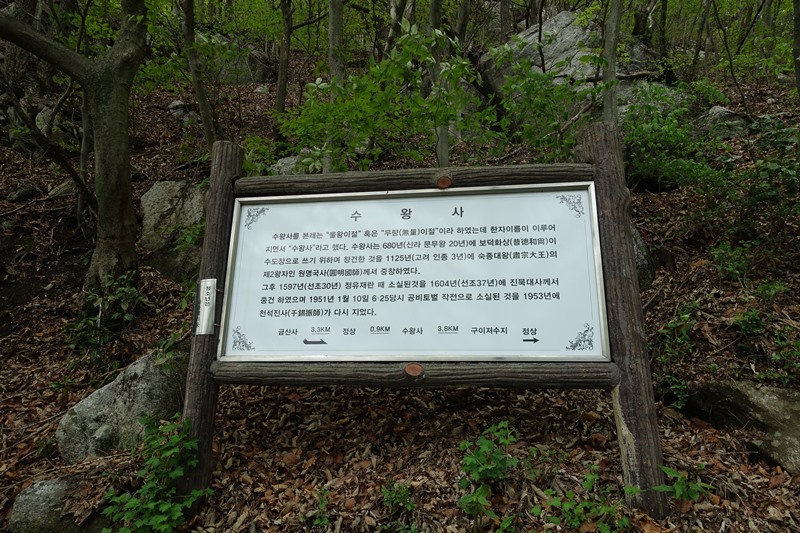 수 왕 사
수왕사를 본래는 "물왕이절" 혹은 "무량(無量)이절"이라 하였는데 한자이름이 이루어
지면서 "수왕사"라고 했다. 수왕사는 680년(신라 문무왕 20년)에 보덕화상(普德和尙)이
수도장으로 쓰기 위하여 창건한 것을 1125년(고려 인종 3년)에 숙종대왕(肅宗大王)의
제2왕자인 원명국사(圓明國師)께서 중창하였다.
그후 1597년(선조30년) 정유재란 때 소실된것을 1604년(선조37년)에 진묵대사께서
중건 하였으며 1951년 1월 10일 6·25당시 공비토벌 작전으로 소실된 것을 1953년에
천석진사(千錫振師)가 다시 지었다.
금산사 3.3KM 정상 0.9KM 수왕사 3.8KM 구이저수지 정상